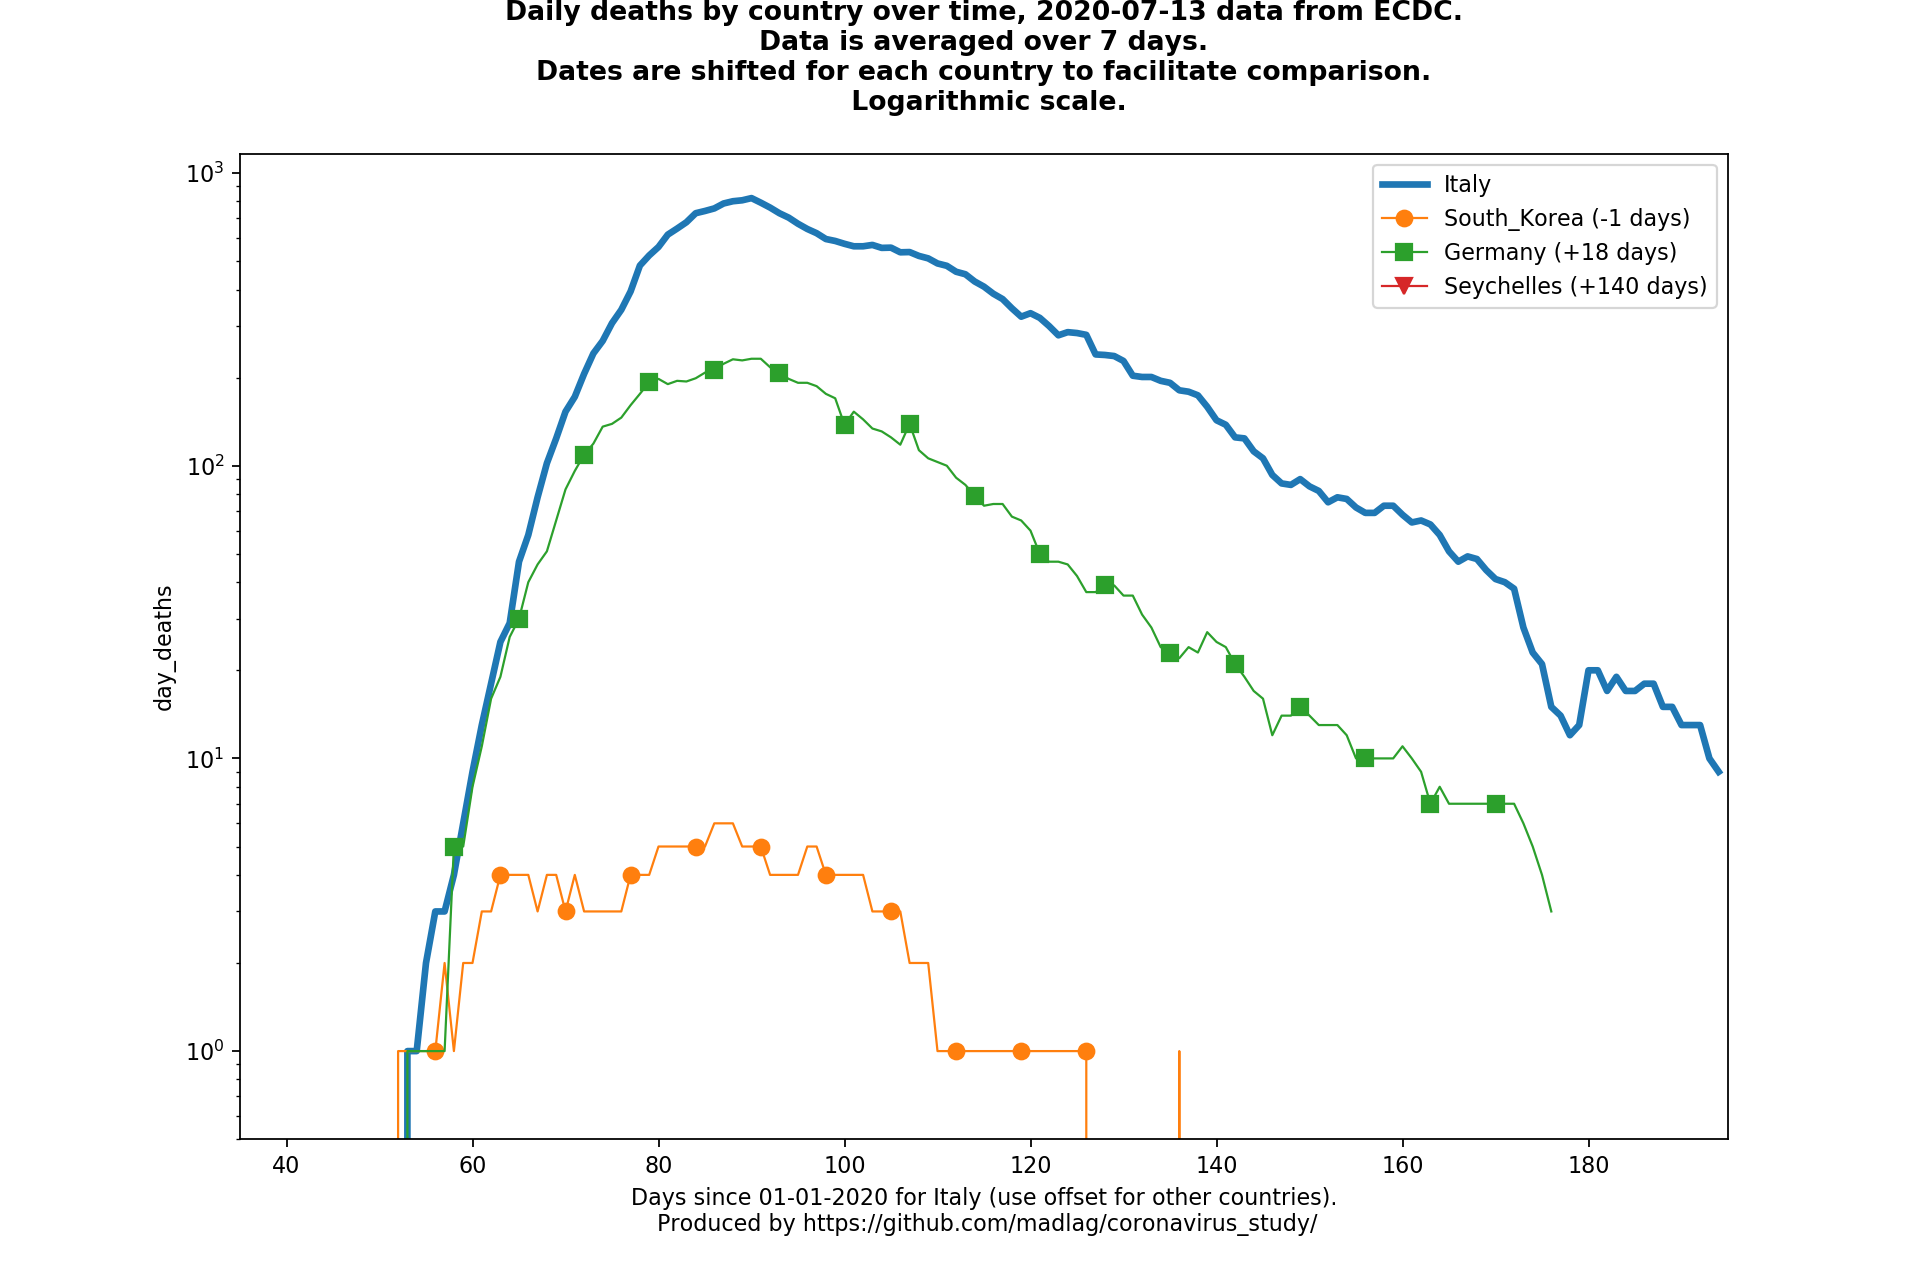 Daily deaths by country over time, 2020-07-13 data from ECDC.
Data is averaged over 7 days.
Dates are shifted for each country to facilitate comparison.
Logarithmic scale.
10³
10²
10¹
10⁰
day_deaths
Italy
South_Korea (-1 days)
Germany (+18 days)
Seychelles (+140 days)
40 60 80 100 120 140 160 180
Days since 01-01-2020 for Italy (use offset for other countries).
Produced by https://github.com/madlag/coronavirus_study/